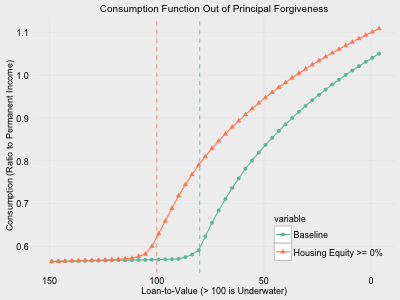 Consumption Function Out of Principal Forgiveness
Consumption (Ratio to Permanent Income)
1.1
1.0
0.9
0.8
0.7
0.6
variable
Baseline
Housing Equity >= 0%
150
100
50
0
Loan-to-Value (> 100 is Underwater)